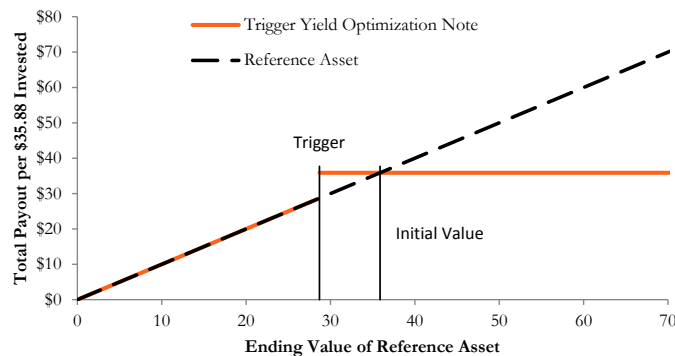 $80
$70
$60
$50
$40
$30
$20
$10
$0
Total Payout per $35.88 Invested
Trigger Yield Optimization Note
Reference Asset
Trigger
Initial Value
0 10 20 30 40 50 60 70
Ending Value of Reference Asset